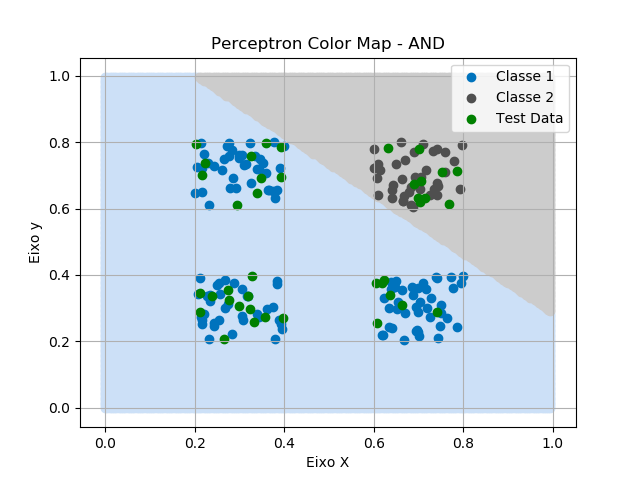 Perceptron Color Map - AND
Classe 1
Classe 2
Test Data
Eixo y
1.0
0.8
0.6
0.4
0.2
0.0
0.0 0.2 0.4 0.6 0.8 1.0
Eixo X